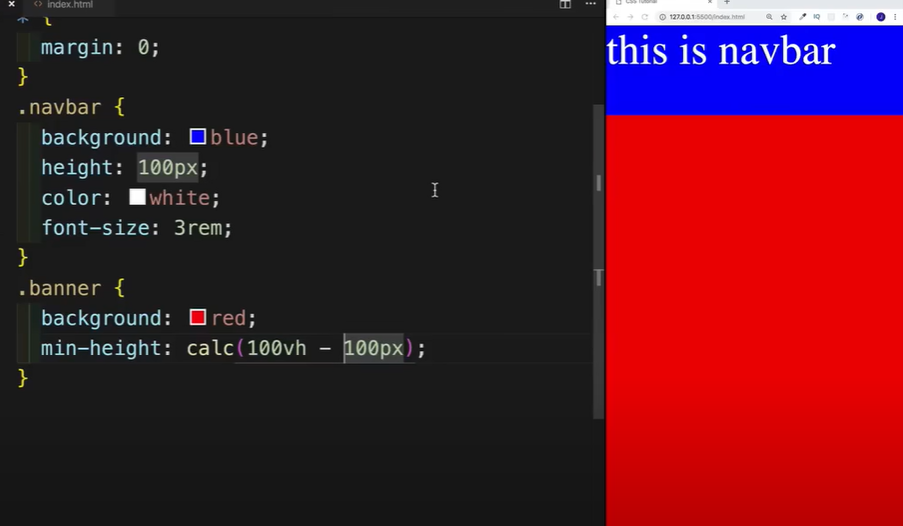 index.html
* {
margin: 0;
}
.navbar {
background: blue;
height: 100px;
color: white;
font-size: 3rem;
}
.banner {
background: red;
min-height: calc(100vh - 100px);
}
CSS Tutorial
127.0.0.1:5500/index.html
this is navbar